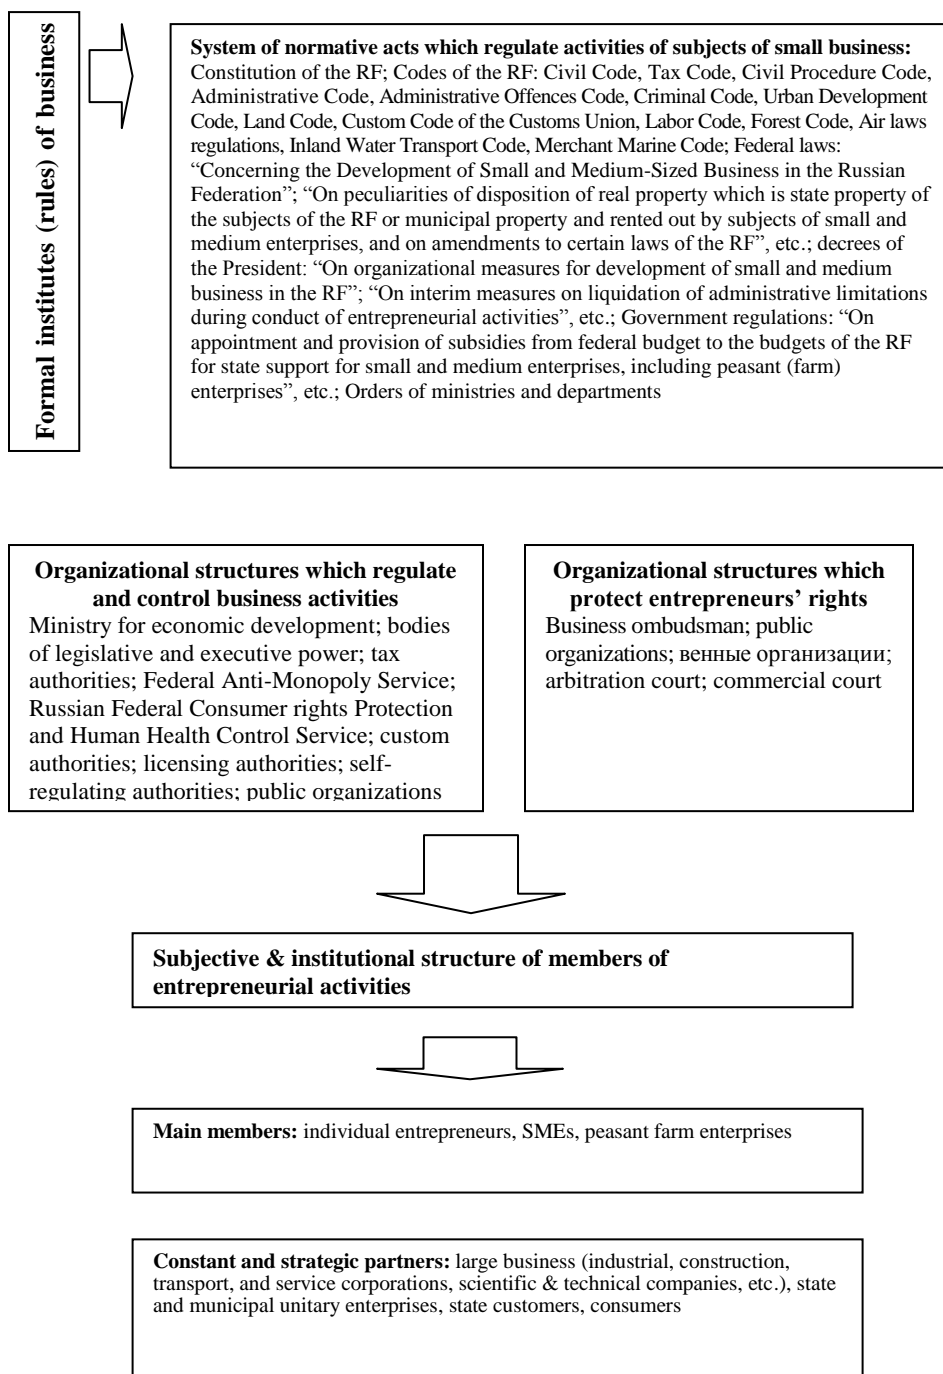 Formal institutes (rules) of business
System of normative acts which regulate activities of subjects of small business:
Constitution of the RF; Codes of the RF: Civil Code, Tax Code, Civil Procedure Code,
Administrative Code, Administrative Offences Code, Criminal Code, Urban Development
Code, Land Code, Custom Code of the Customs Union, Labor Code, Forest Code, Air laws
regulations, Inland Water Transport Code, Merchant Marine Code; Federal laws:
“Concerning the Development of Small and Medium-Sized Business in the Russian
Federation”; “On peculiarities of disposition of real property which is state property of
the subjects of the RF or municipal property and rented out by subjects of small and
medium enterprises, and on amendments to certain laws of the RF”, etc.; decrees of
the President: “On organizational measures for development of small and medium
business in the RF”; “On interim measures on liquidation of administrative limitations
during conduct of entrepreneurial activities”, etc.; Government regulations: “On
appointment and provision of subsidies from federal budget to the budgets of the RF
for state support for small and medium enterprises, including peasant (farm)
enterprises”, etc.; Orders of ministries and departments
Organizational structures which regulate
and control business activities
Ministry for economic development; bodies
of legislative and executive power; tax
authorities; Federal Anti-Monopoly Service;
Russian Federal Consumer rights Protection
and Human Health Control Service; custom
authorities; licensing authorities; self-
regulating authorities; public organizations
Organizational structures which
protect entrepreneurs’ rights
Business ombudsman; public
organizations; венные организации;
arbitration court; commercial court
Subjective & institutional structure of members of
entrepreneurial activities
Main members: individual entrepreneurs, SMEs, peasant farm enterprises
Constant and strategic partners: large business (industrial, construction,
transport, and service corporations, scientific & technical companies, etc.), state
and municipal unitary enterprises, state customers, consumers